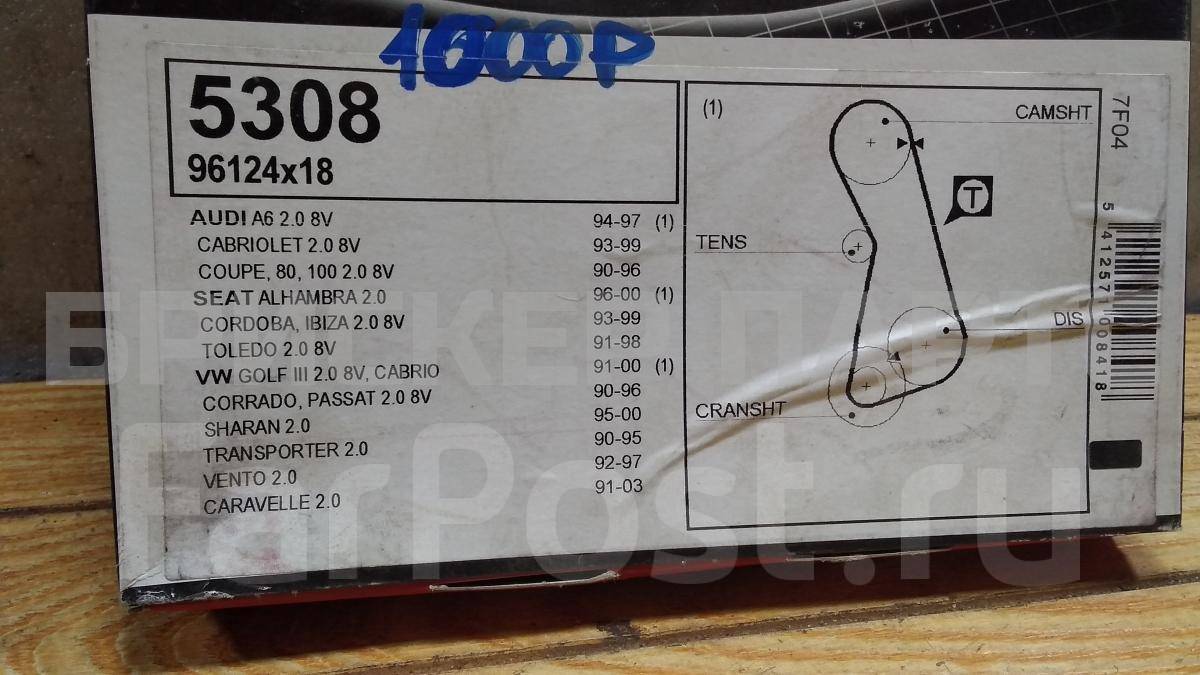 1000Р
5308
96124x18
AUDI A6 2.0 8V 94-97 (1)
CABRIOLET 2.0 8V 93-99
COUPE, 80, 100 2.0 8V 90-96
SEAT ALHAMBRA 2.0 96-00 (1)
CORDOBA, IBIZA 2.0 8V 93-99
TOLEDO 2.0 8V 91-98
VW GOLF III 2.0 8V, CABRIO 91-00 (1)
CORRADO, PASSAT 2.0 8V 90-96
SHARAN 2.0 95-00
TRANSPORTER 2.0 90-95
VENTO 2.0 92-97
CARAVELLE 2.0 91-03
(1)
CAMSHT
T
TENS
DIS
CRANSHT
7F04
5 412571 008418
FarPost.ru